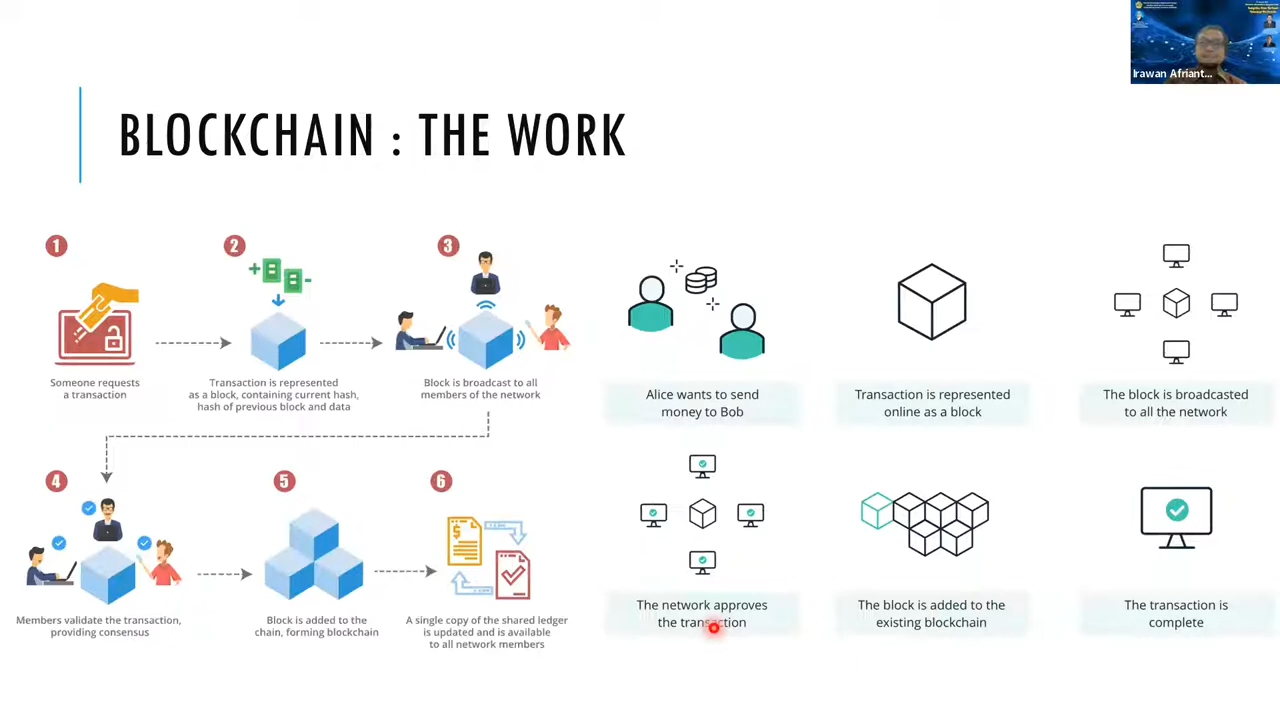 Irawan Afriant...
BLOCKCHAIN : THE WORK
1
2
3
Someone requests
a transaction
Transaction is represented
as a block, containing current hash,
hash of previous block and data
Block is broadcast to all
members of the network
4
5
6
Members validate the transaction,
providing consensus
Block is added to the
chain, forming blockchain
A single copy of the shared ledger
is updated and is available
to all network members
Alice wants to send
money to Bob
Transaction is represented
online as a block
The block is broadcasted
to all the network
The network approves
the transaction
The block is added to the
existing blockchain
The transaction is
complete